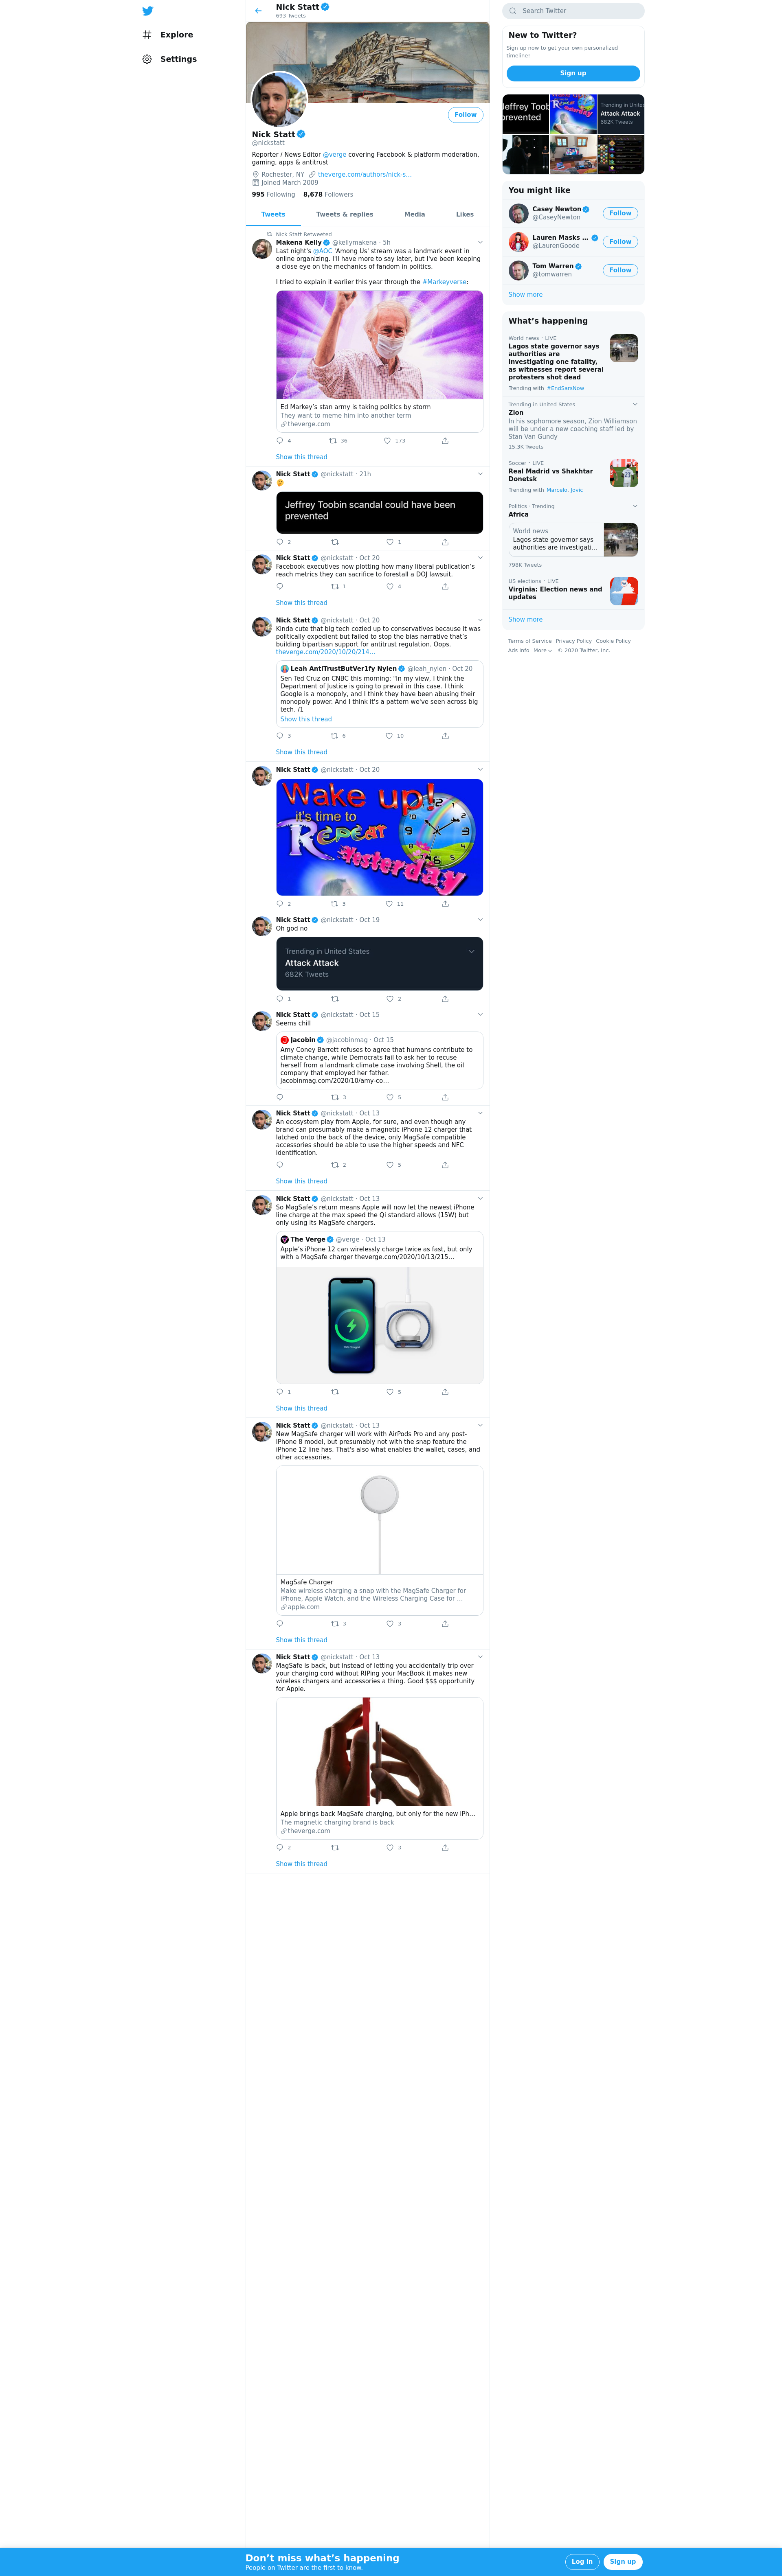 Explore
Settings
Nick Statt
693 Tweets
Follow
Nick Statt
@nickstatt
Reporter / News Editor @verge covering Facebook & platform moderation,
gaming, apps & antitrust
Rochester, NY theverge.com/authors/nick-s…
Joined March 2009
995 Following 8,678 Followers
Tweets Tweets & replies Media Likes
Nick Statt Retweeted
Makena Kelly @kellymakena · 5h
Last night's @AOC 'Among Us' stream was a landmark event in
online organizing. I'll have more to say later, but I've been keeping
a close eye on the mechanics of fandom in politics.
I tried to explain it earlier this year through the #Markeyverse:
Ed Markey's stan army is taking politics by storm
They want to meme him into another term
theverge.com
4 36 173
Show this thread
Nick Statt @nickstatt · 21h
Jeffrey Toobin scandal could have been
prevented
2 1
Nick Statt @nickstatt · Oct 20
Facebook executives now plotting how many liberal publication's
reach metrics they can sacrifice to forestall a DOJ lawsuit.
1 4
Show this thread
Nick Statt @nickstatt · Oct 20
Kinda cute that big tech cozied up to conservatives because it was
politically expedient but failed to stop the bias narrative that's
building bipartisan support for antitrust regulation. Oops.
theverge.com/2020/10/20/214…
Leah AntiTrustButVer1fy Nylen @leah_nylen · Oct 20
Sen Ted Cruz on CNBC this morning: "In my view, I think the
Department of Justice is going to prevail in this case. I think
Google is a monopoly, and I think they have been abusing their
monopoly power. And I think it's a pattern we've seen across big
tech. /1
Show this thread
3 6 10
Show this thread
Nick Statt @nickstatt · Oct 20
Wake up!
it's time to
Repeat
Yesterday
2 3 11
Nick Statt @nickstatt · Oct 19
Oh god no
Trending in United States
Attack Attack
682K Tweets
1 2
Nick Statt @nickstatt · Oct 15
Seems chill
Jacobin @jacobinmag · Oct 15
Amy Coney Barrett refuses to agree that humans contribute to
climate change, while Democrats fail to ask her to recuse
herself from a landmark climate case involving Shell, the oil
company that employed her father.
jacobinmag.com/2020/10/amy-co…
3 5
Nick Statt @nickstatt · Oct 13
An ecosystem play from Apple, for sure, and even though any
brand can presumably make a magnetic iPhone 12 charger that
latched onto the back of the device, only MagSafe compatible
accessories should be able to use the higher speeds and NFC
identification.
2 5
Show this thread
Nick Statt @nickstatt · Oct 13
So MagSafe's return means Apple will now let the newest iPhone
line charge at the max speed the Qi standard allows (15W) but
only using its MagSafe chargers.
The Verge @verge · Oct 13
Apple's iPhone 12 can wirelessly charge twice as fast, but only
with a MagSafe charger theverge.com/2020/10/13/215…
1 5
Show this thread
Nick Statt @nickstatt · Oct 13
New MagSafe charger will work with AirPods Pro and any post-
iPhone 8 model, but presumably not with the snap feature the
iPhone 12 line has. That's also what enables the wallet, cases, and
other accessories.
MagSafe Charger
Make wireless charging a snap with the MagSafe Charger for
iPhone, Apple Watch, and the Wireless Charging Case for …
apple.com
3 3
Show this thread
Nick Statt @nickstatt · Oct 13
MagSafe is back, but instead of letting you accidentally trip over
your charging cord without RIPing your MacBook it makes new
wireless chargers and accessories a thing. Good $$$ opportunity
for Apple.
Apple brings back MagSafe charging, but only for the new iPh…
The magnetic charging brand is back
theverge.com
2 3
Show this thread
Search Twitter
New to Twitter?
Sign up now to get your own personalized
timeline!
Sign up
Jeffrey Toob
prevented
Yesterday
Trending in United
Attack Attack
682K Tweets
You might like
Casey Newton
@CaseyNewton
Follow
Lauren Masks …
@LaurenGoode
Follow
Tom Warren
@tomwarren
Follow
Show more
What's happening
World news · LIVE
Lagos state governor says
authorities are
investigating one fatality,
as witnesses report several
protesters shot dead
Trending with #EndSarsNow
Trending in United States
Zion
In his sophomore season, Zion Williamson
will be under a new coaching staff led by
Stan Van Gundy
15.3K Tweets
Soccer · LIVE
Real Madrid vs Shakhtar
Donetsk
Trending with Marcelo, Jovic
Politics · Trending
Africa
World news
Lagos state governor says
authorities are investigati…
798K Tweets
US elections · LIVE
Virginia: Election news and
updates
Show more
Terms of Service Privacy Policy Cookie Policy
Ads info More © 2020 Twitter, Inc.
Don't miss what's happening
People on Twitter are the first to know.
Log in Sign up